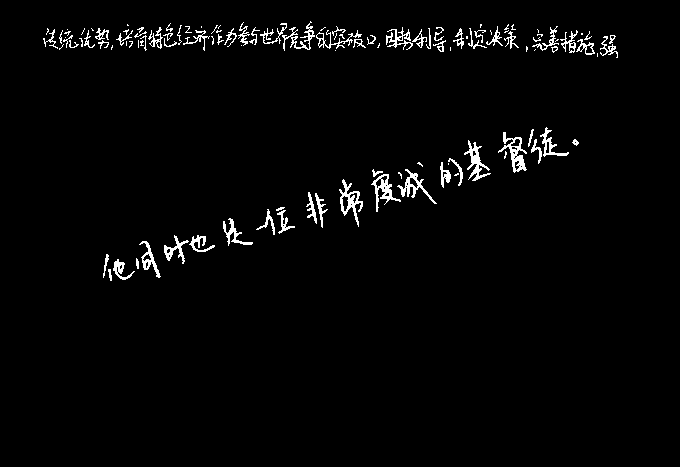 传统优势,培育特色经济作为参与世界竞争的突破口,因势利导,制定决策,完善措施,强
他同时也是一位非常虔诚的基督徒。